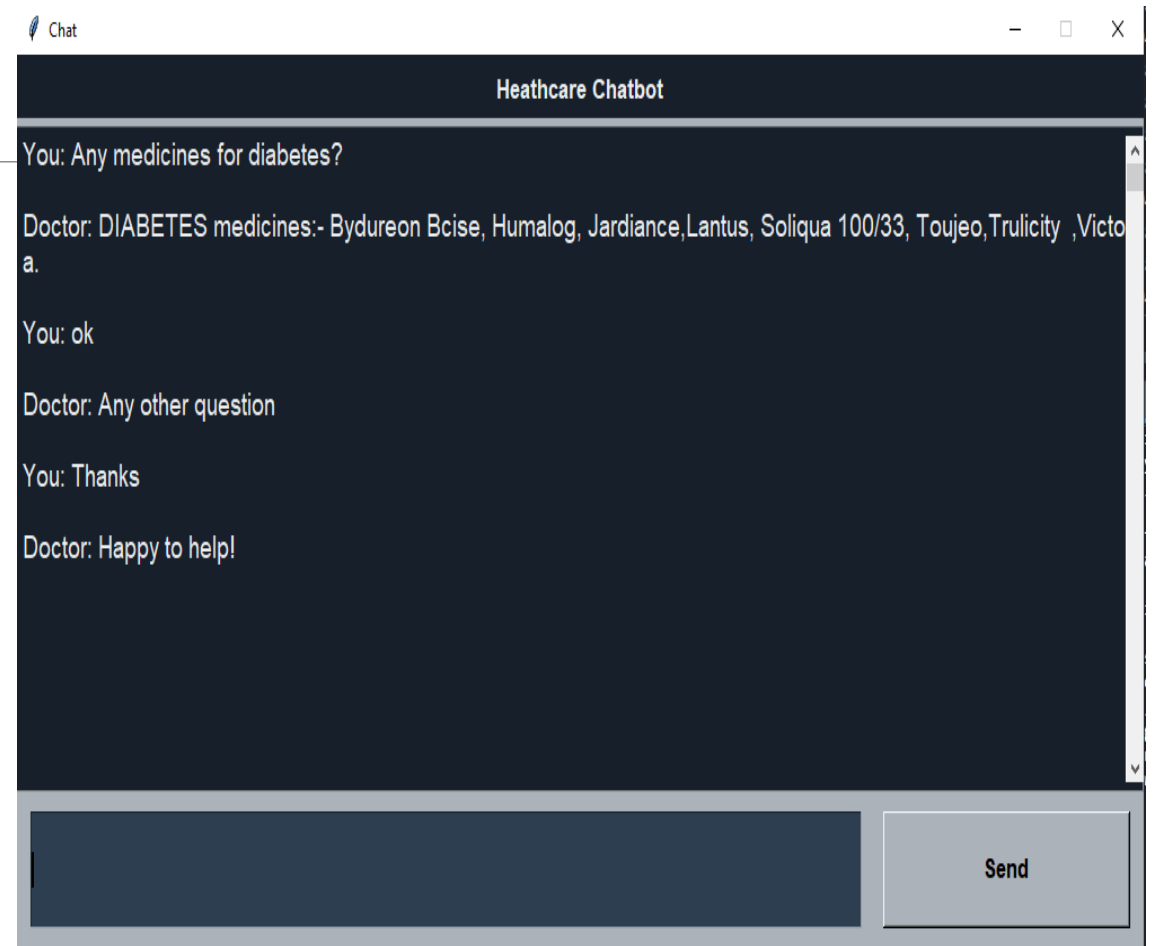 Chat
Heathcare Chatbot
You: Any medicines for diabetes?
Doctor: DIABETES medicines:- Bydureon Bcise, Humalog, Jardiance,Lantus, Soliqua 100/33, Toujeo,Trulicity ,Victo
a.
You: ok
Doctor: Any other question
You: Thanks
Doctor: Happy to help!
Send